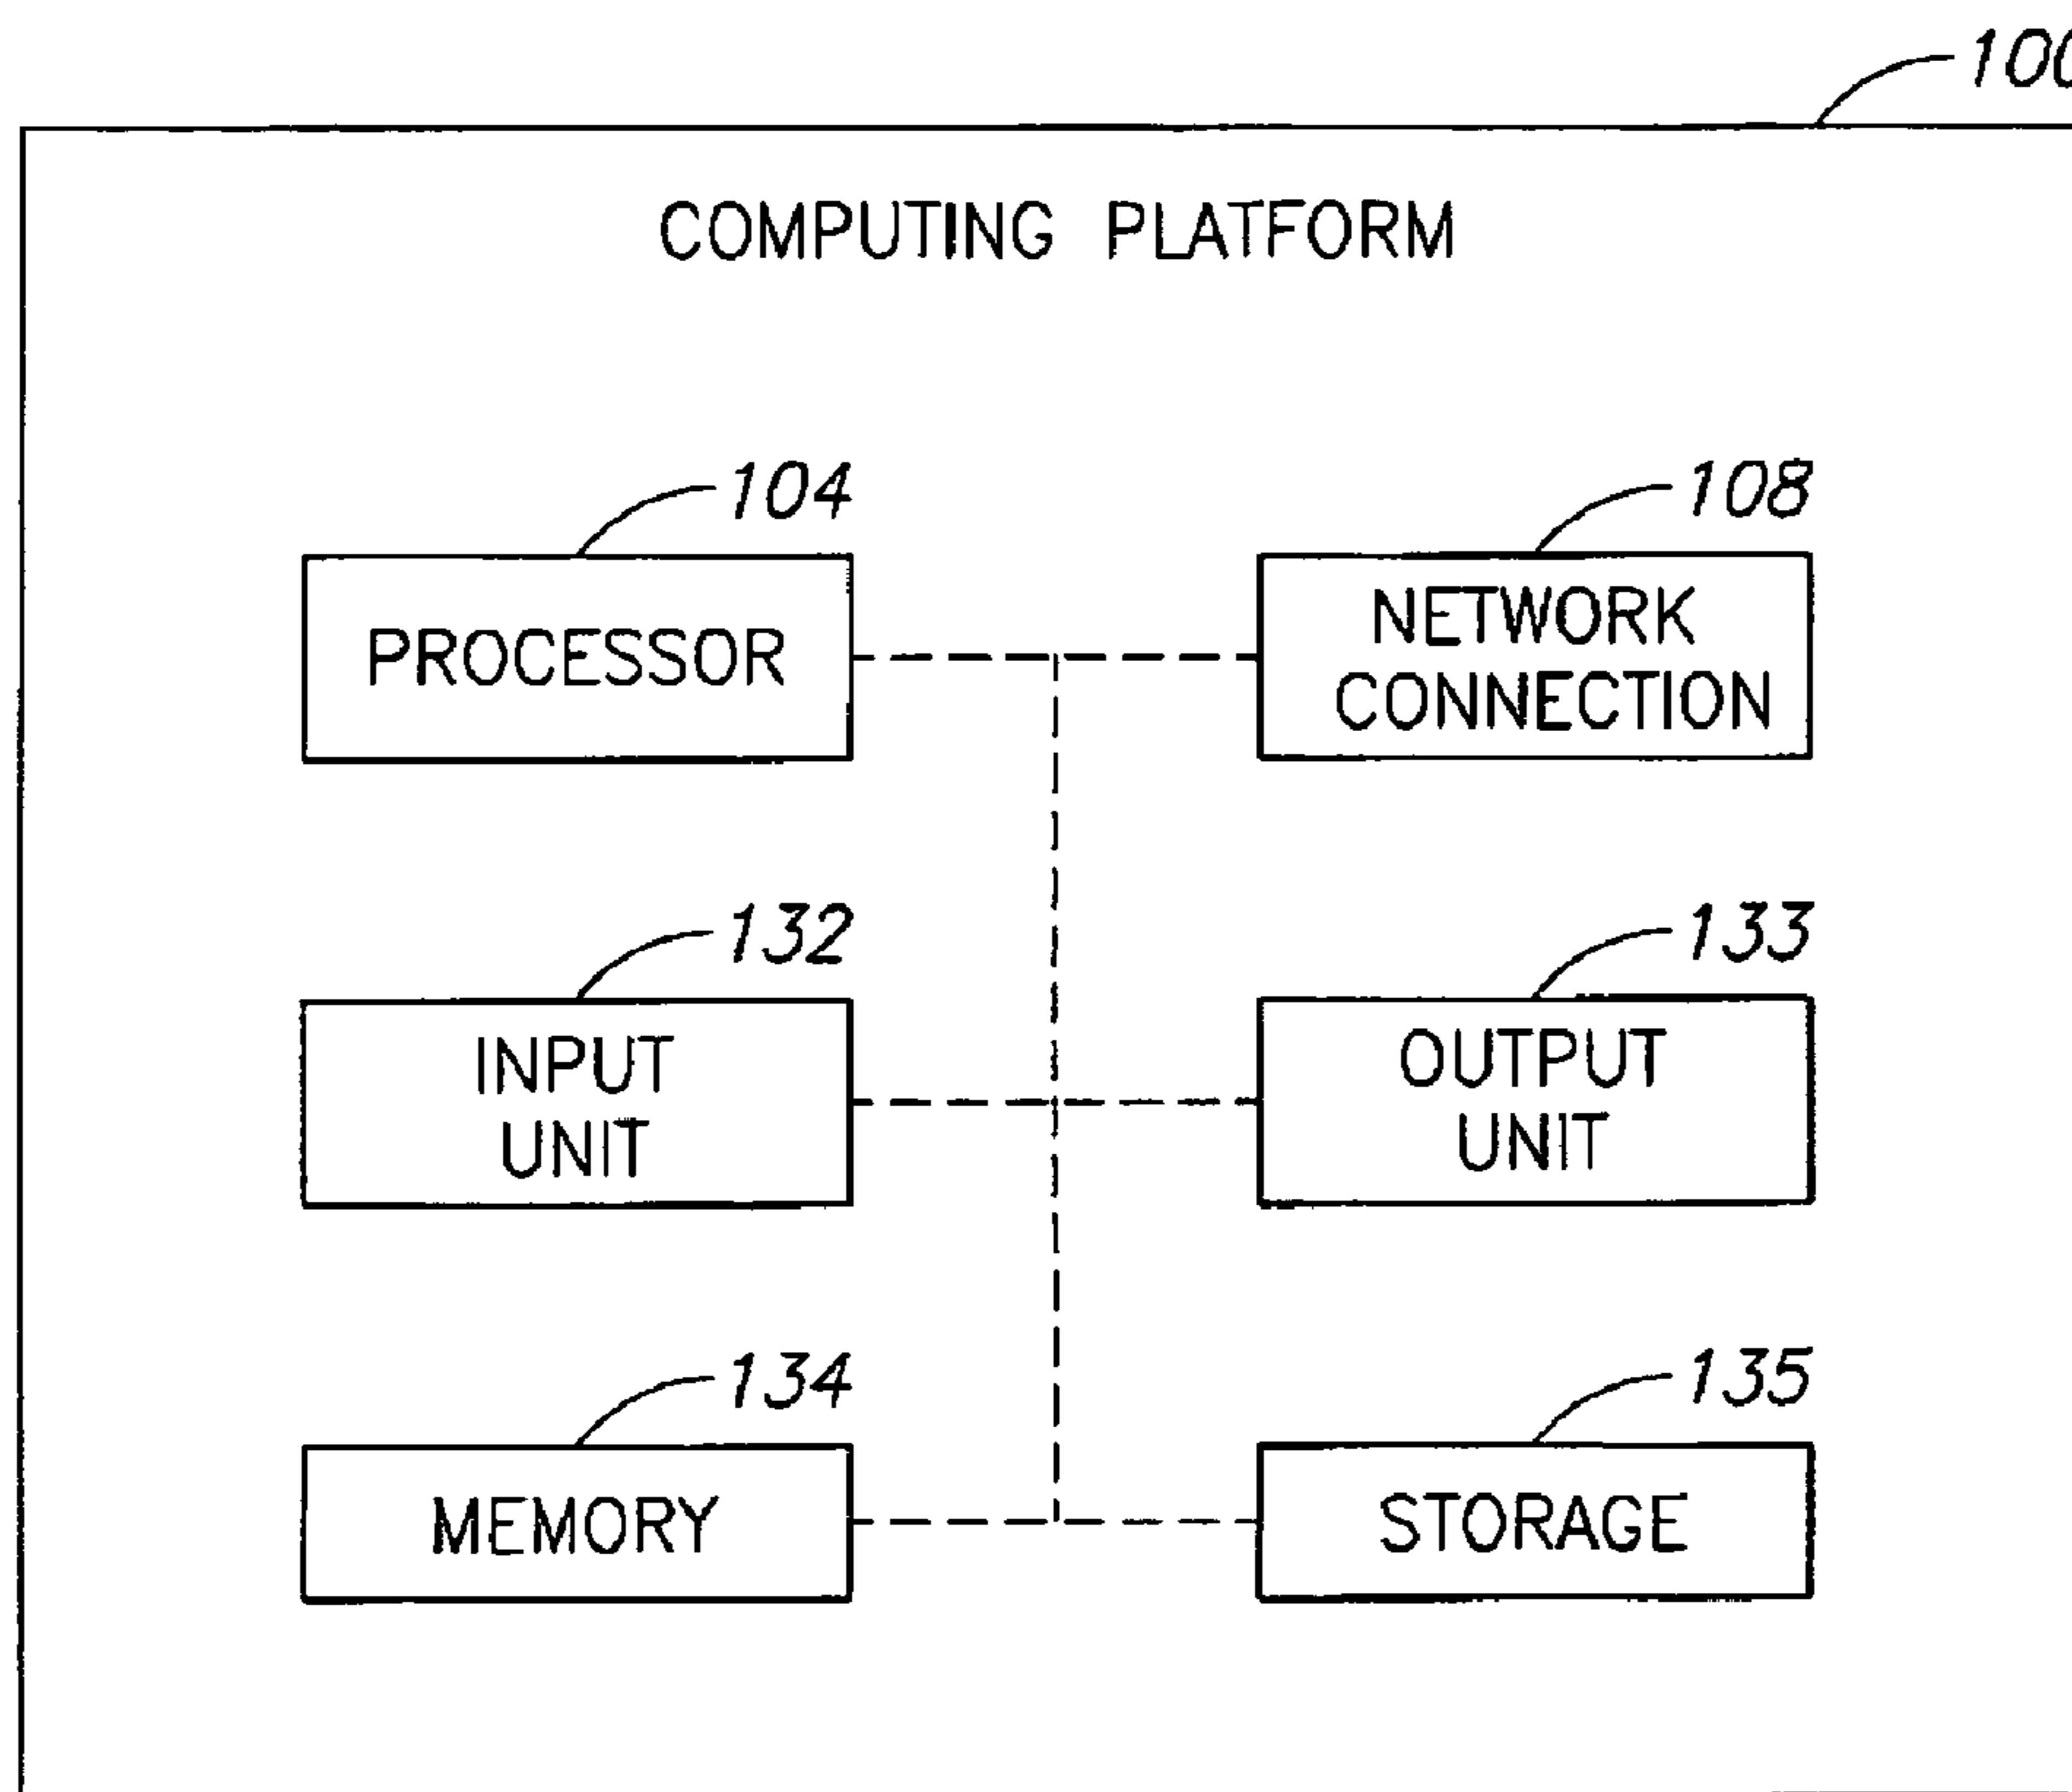 100
COMPUTING PLATFORM
104
108
PROCESSOR
NETWORK
CONNECTION
132
133
INPUT
UNIT
OUTPUT
UNIT
134
135
MEMORY
STORAGE